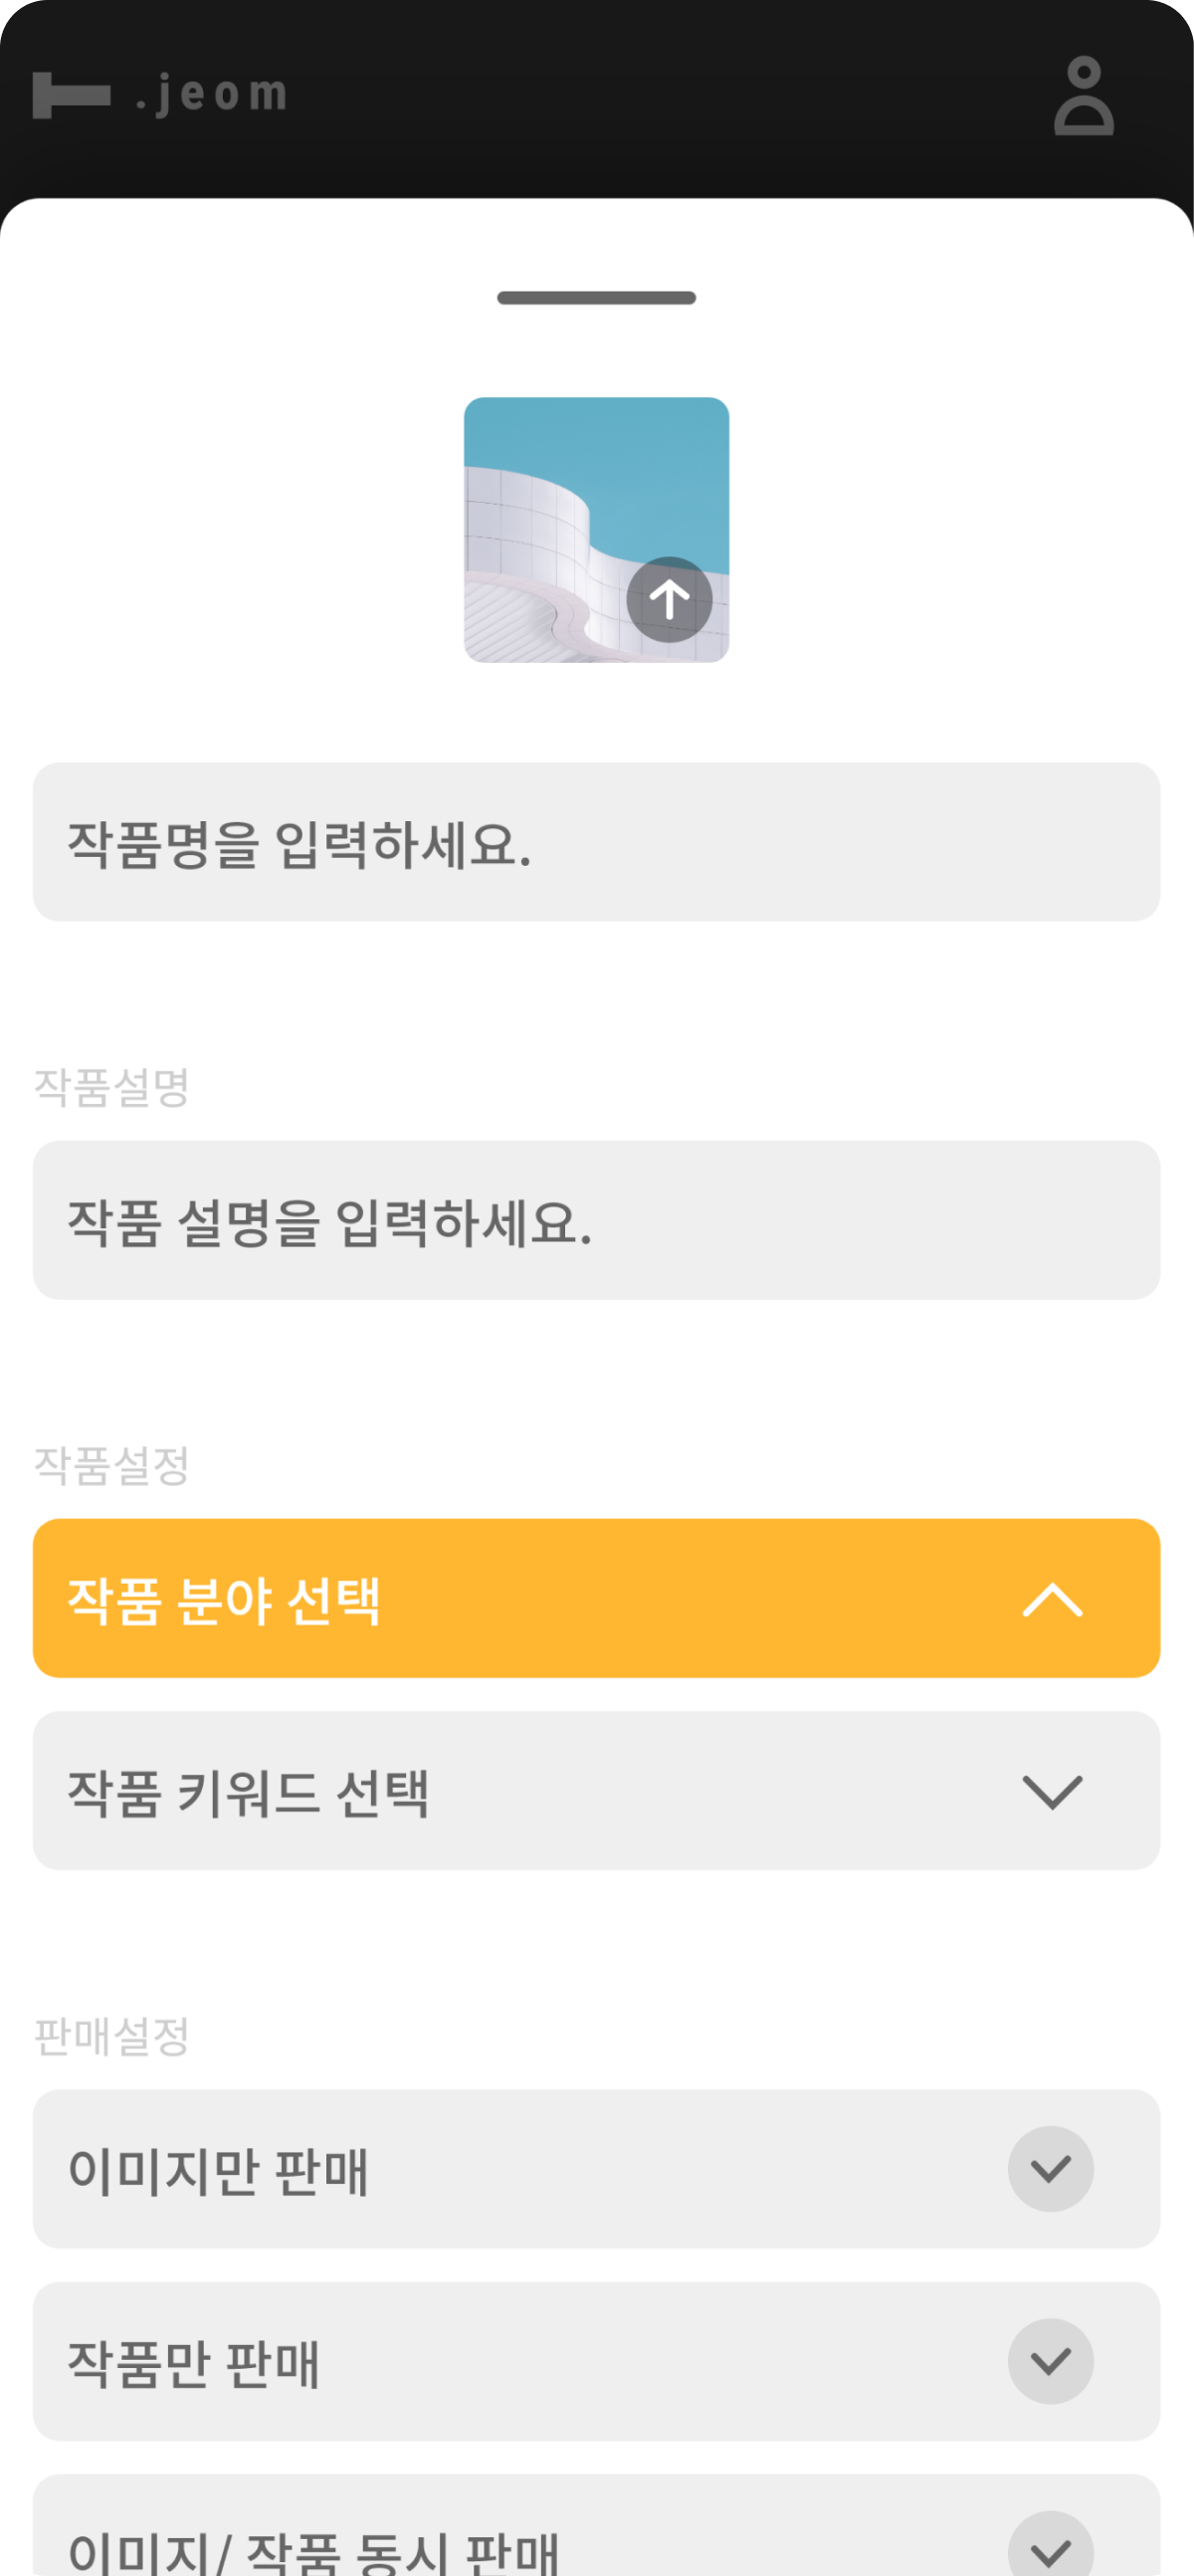 .jeom
작품명을 입력하세요.
작품설명
작품 설명을 입력하세요.
작품설정
작품 분야 선택
작품 키워드 선택
판매설정
이미지만 판매
작품만 판매
이미지/ 작품 동시 판매